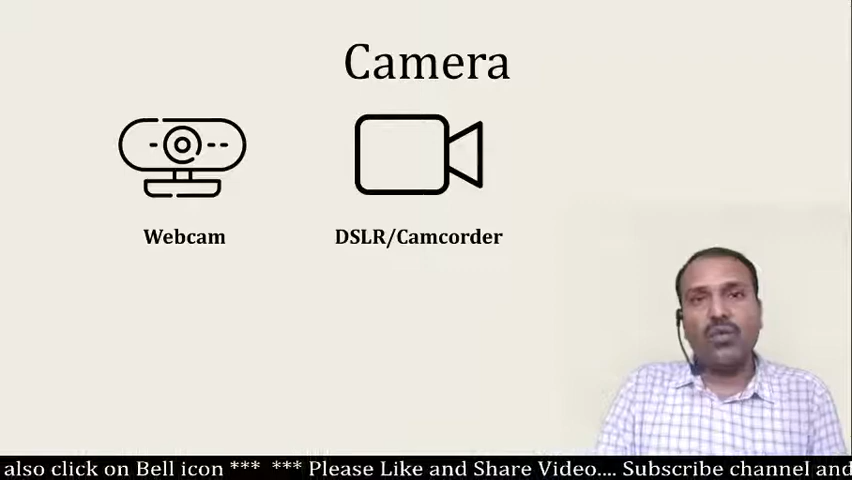 Camera
Webcam
DSLR/Camcorder
also click on Bell icon *** *** Please Like and Share Video.... Subscribe channel and